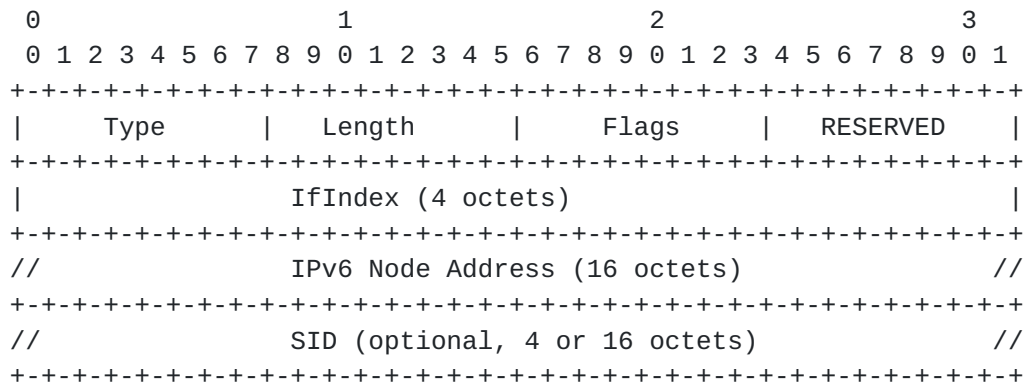 0                   1                   2                   3
 0 1 2 3 4 5 6 7 8 9 0 1 2 3 4 5 6 7 8 9 0 1 2 3 4 5 6 7 8 9 0 1
+-+-+-+-+-+-+-+-+-+-+-+-+-+-+-+-+-+-+-+-+-+-+-+-+-+-+-+-+-+-+-+-+
|     Type      |   Length      |     Flags     |   RESERVED    |
+-+-+-+-+-+-+-+-+-+-+-+-+-+-+-+-+-+-+-+-+-+-+-+-+-+-+-+-+-+-+-+-+
|                 IfIndex (4 octets)                            |
+-+-+-+-+-+-+-+-+-+-+-+-+-+-+-+-+-+-+-+-+-+-+-+-+-+-+-+-+-+-+-+-+
//                IPv6 Node Address (16 octets)                //
+-+-+-+-+-+-+-+-+-+-+-+-+-+-+-+-+-+-+-+-+-+-+-+-+-+-+-+-+-+-+-+-+
//                SID (optional, 4 or 16 octets)               //
+-+-+-+-+-+-+-+-+-+-+-+-+-+-+-+-+-+-+-+-+-+-+-+-+-+-+-+-+-+-+-+-+